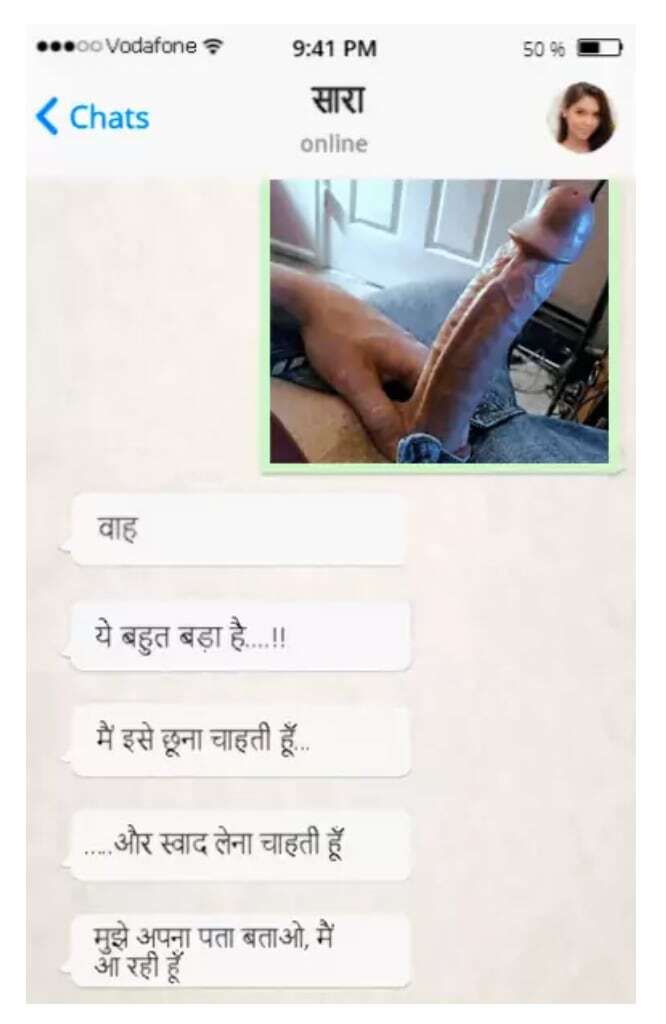 Vodafone 9:41 PM 50 %
Chats
सारा
online
वाह
ये बहुत बड़ा है....!!
मैं इसे छूना चाहती हूँ...
.....और स्वाद लेना चाहती हूँ
मुझे अपना पता बताओ, मैं
आ रही हूँ